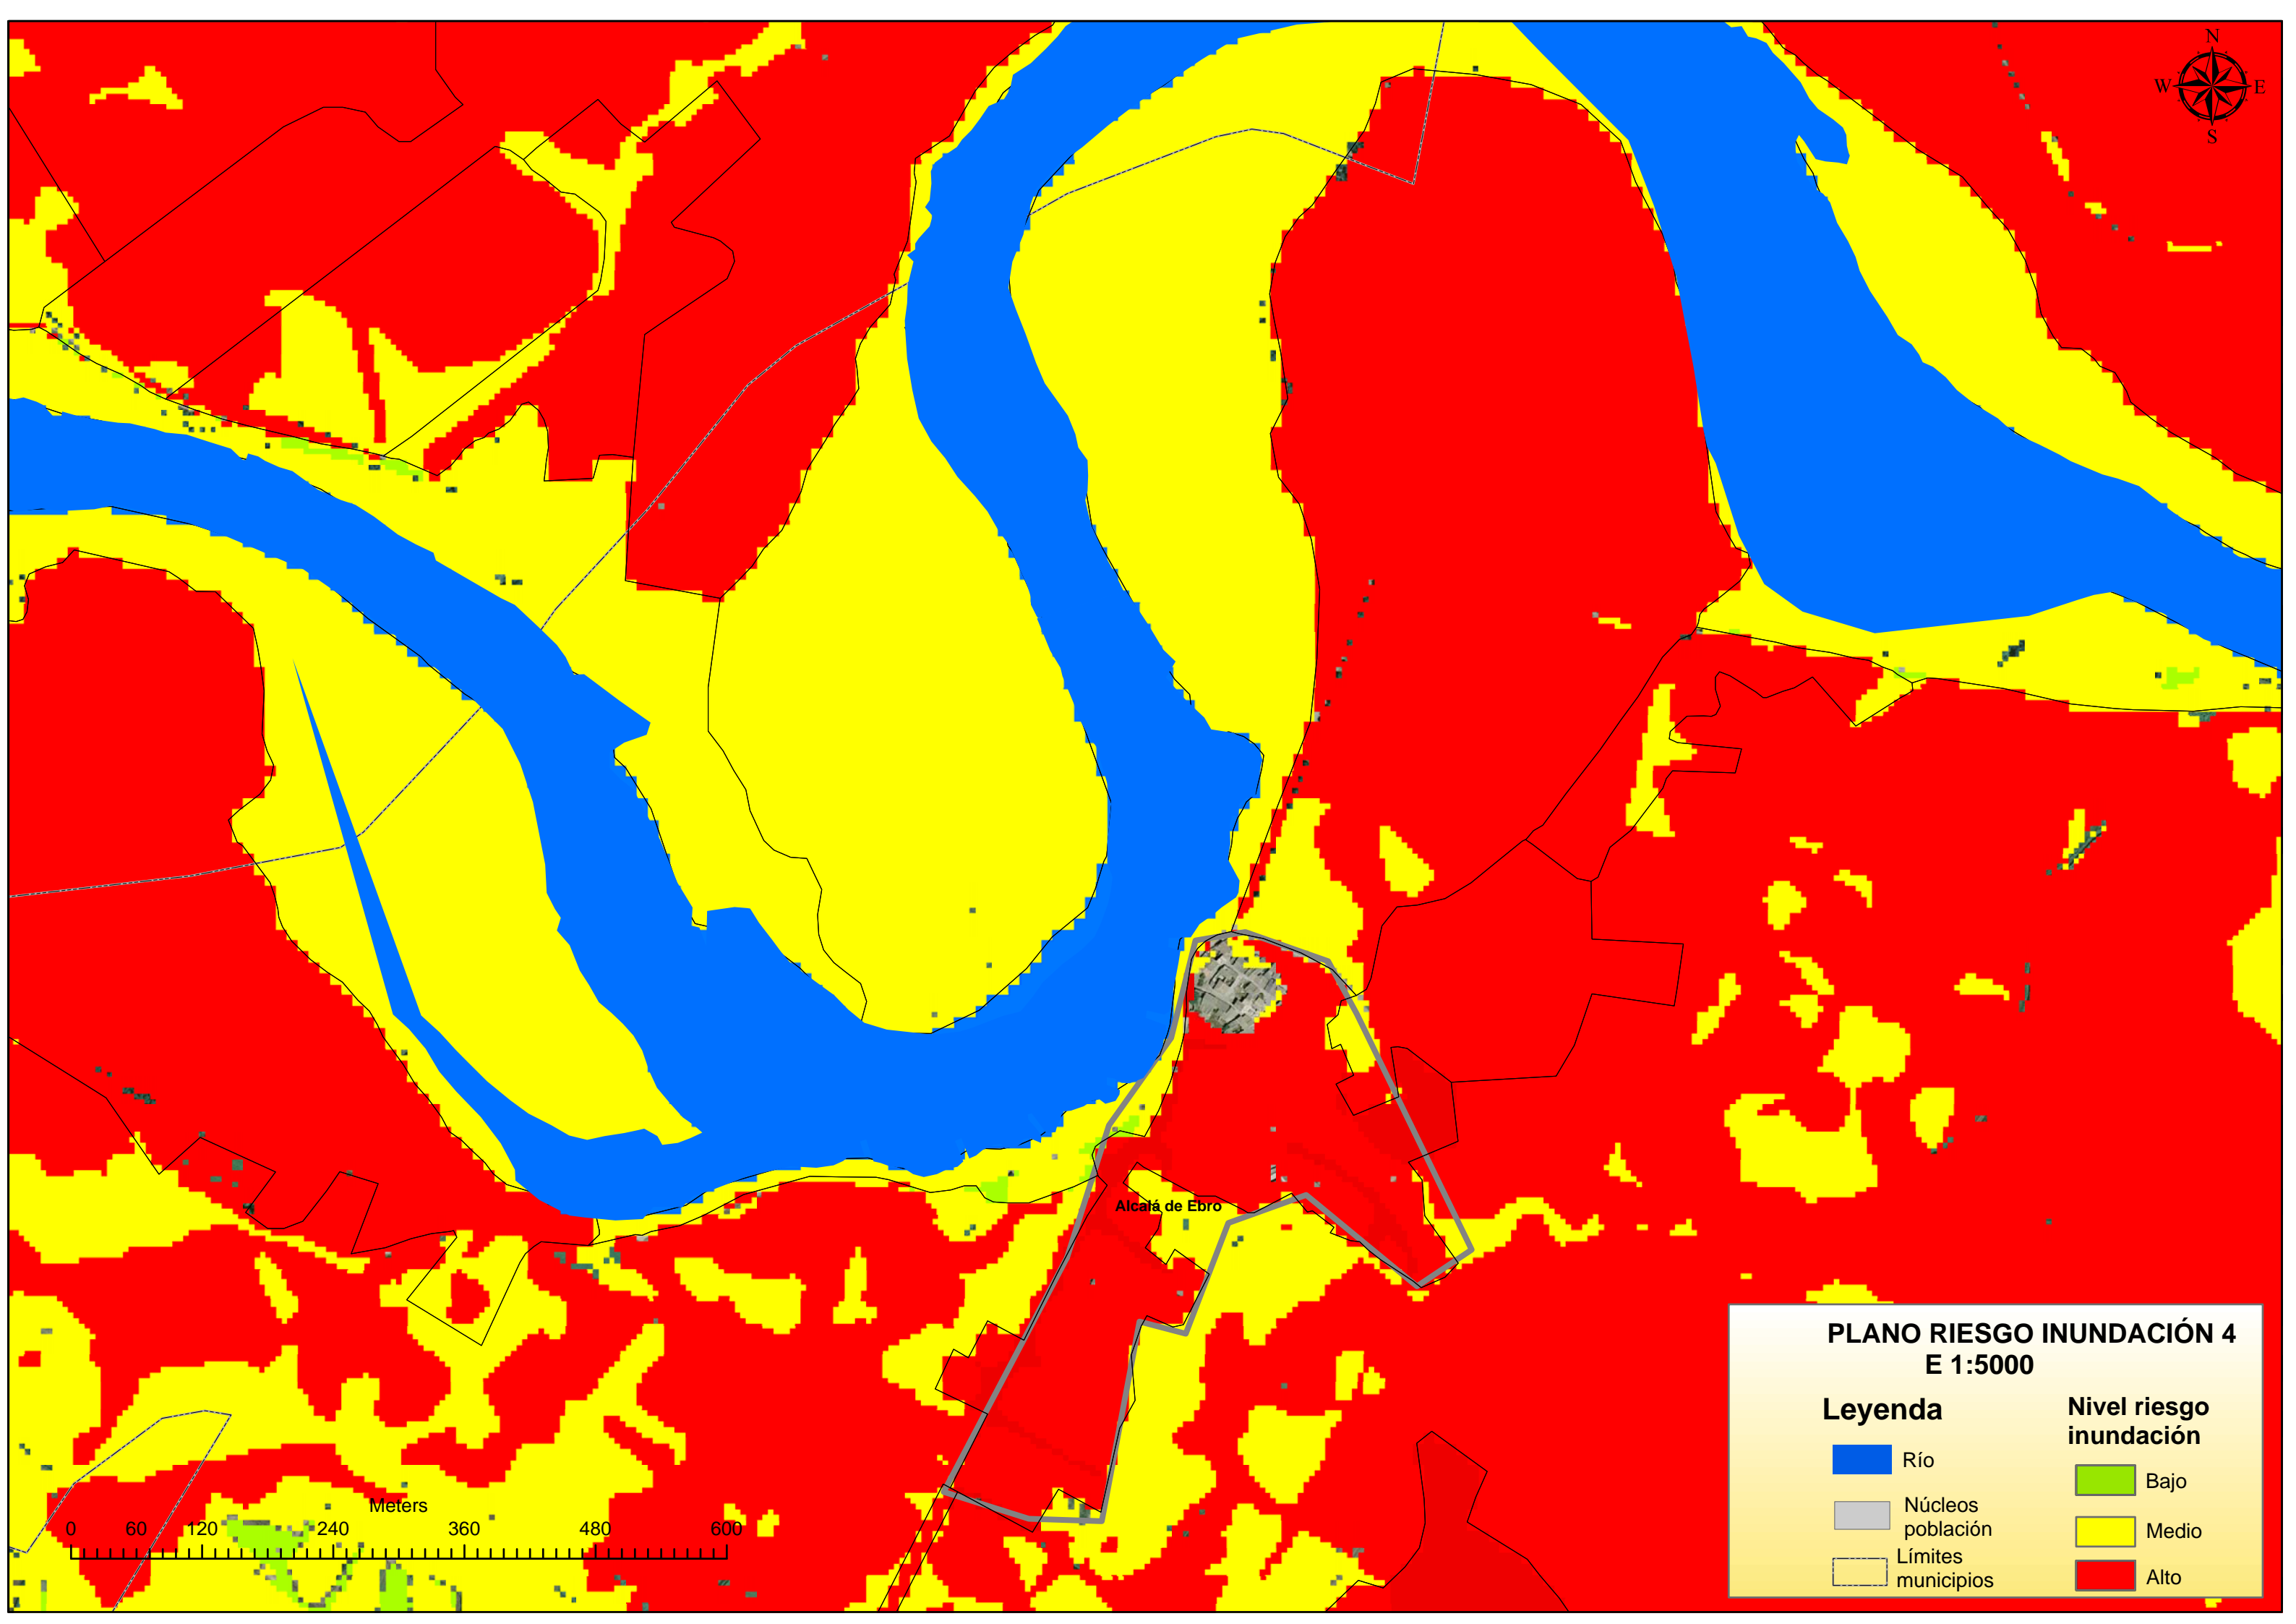 N
W E
S
Alcalá de Ebro
PLANO RIESGO INUNDACIÓN 4
E 1:5000
Leyenda
Río
Núcleos
población
Límites
municipios
Nivel riesgo
inundación
Bajo
Medio
Alto
Meters
0 60 120 240 360 480 600